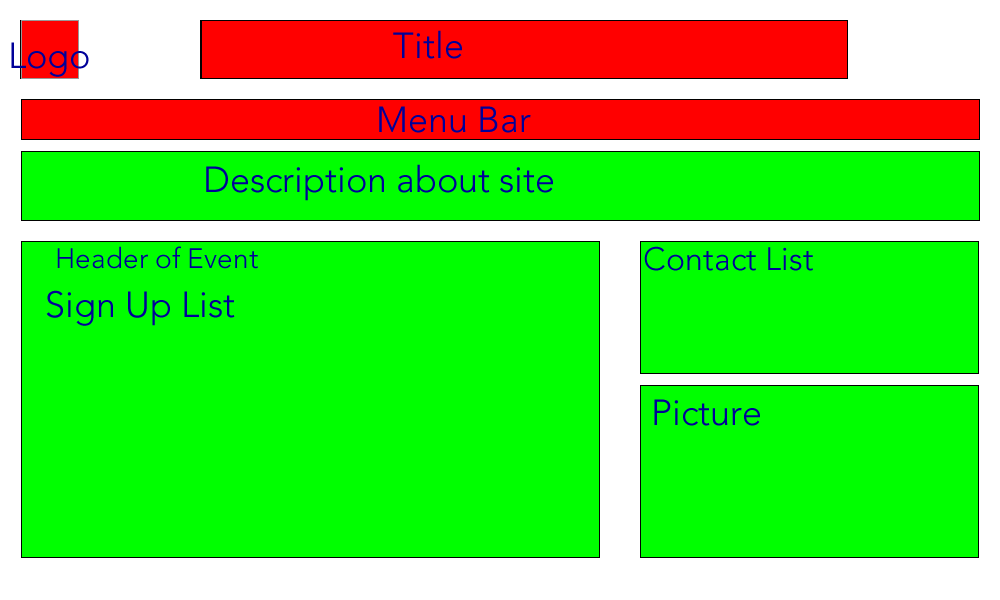 Logo
Title
Menu Bar
Description about site
Header of Event
Sign Up List
Contact List
Picture